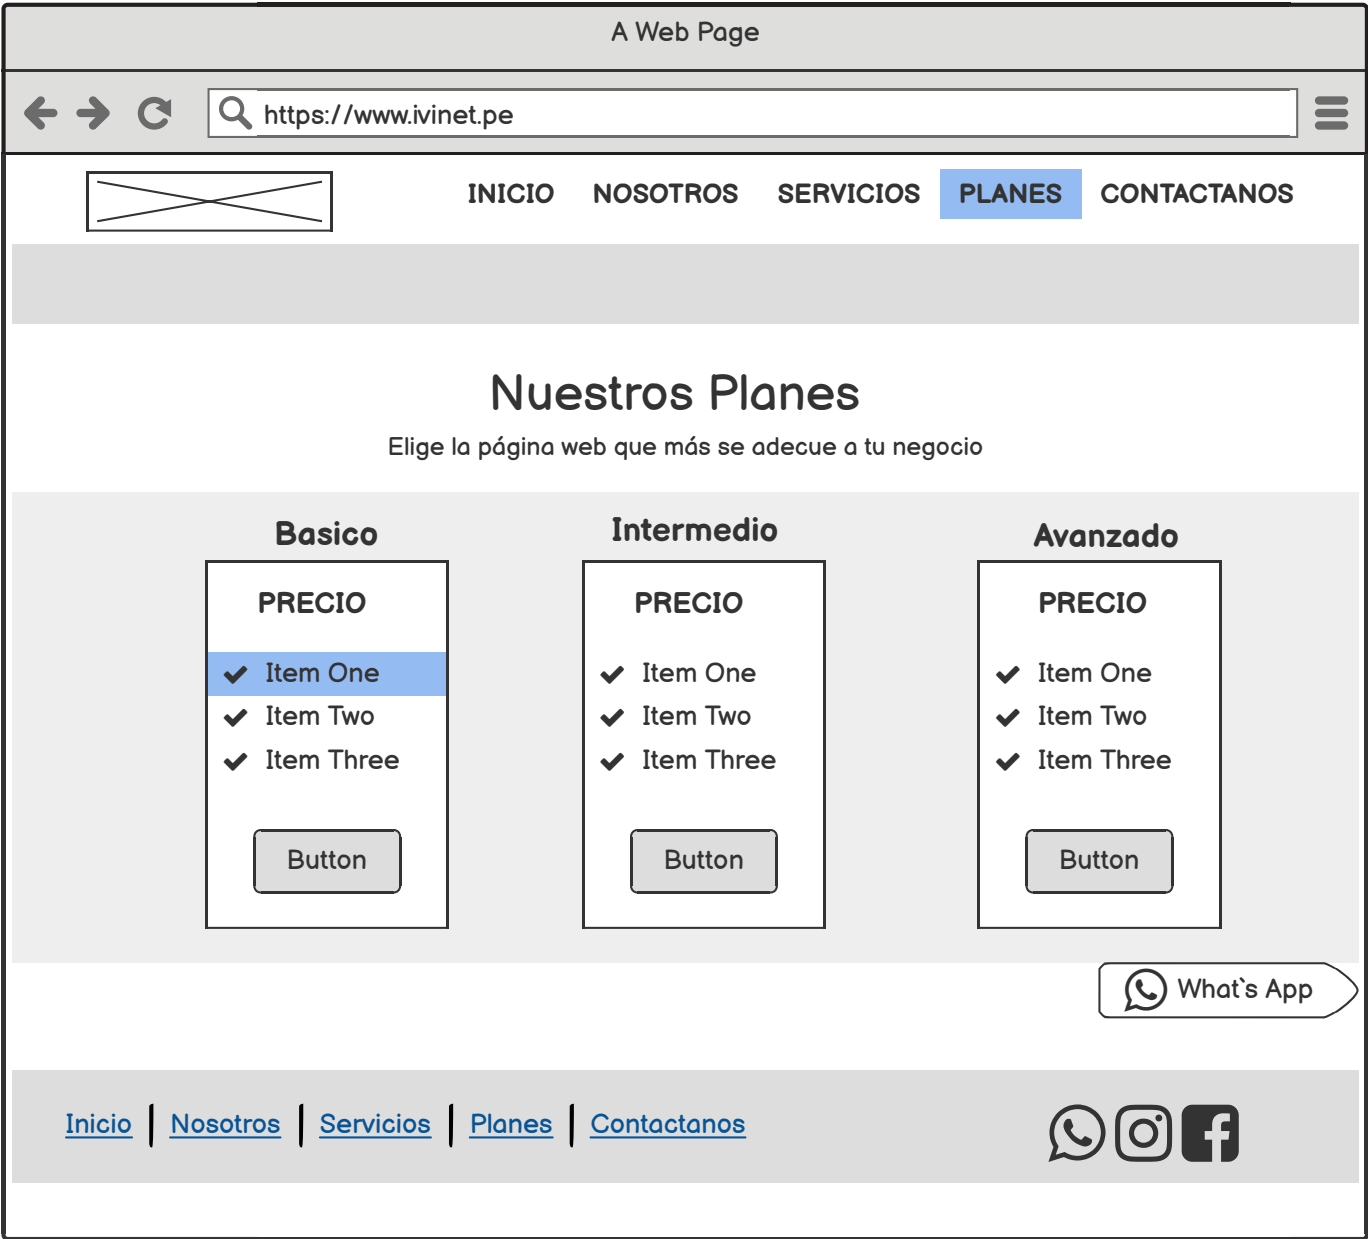 A Web Page
https://www.ivinet.pe
INICIO NOSOTROS SERVICIOS PLANES CONTACTANOS
Nuestros Planes
Elige la página web que más se adecue a tu negocio
Basico
PRECIO
Item One
Item Two
Item Three
Button
Intermedio
PRECIO
Item One
Item Two
Item Three
Button
Avanzado
PRECIO
Item One
Item Two
Item Three
Button
What`s App
Inicio Nosotros Servicios Planes Contactanos